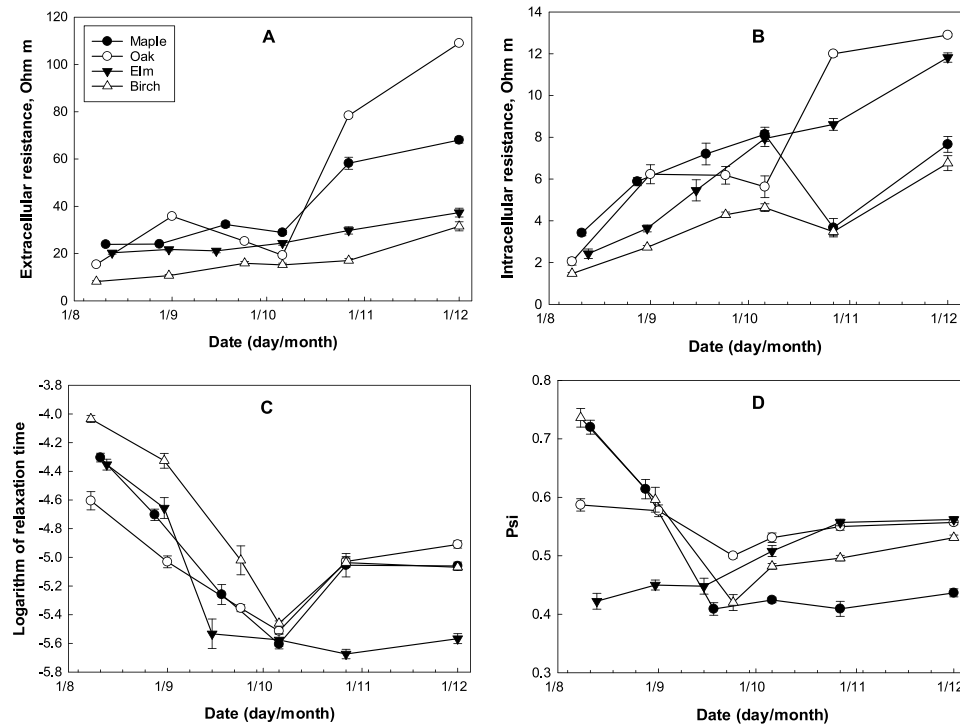 A
Maple
Oak
Elm
Birch
120
100
80
60
40
20
0
Extracellular resistance, Ohm m
1/8 1/9 1/10 1/11 1/12
Date (day/month)
B
14
12
10
8
6
4
2
0
Intracellular resistance, Ohm m
1/8 1/9 1/10 1/11 1/12
Date (day/month)
C
-3.8
-4.0
-4.2
-4.4
-4.6
-4.8
-5.0
-5.2
-5.4
-5.6
-5.8
Logarithm of relaxation time
1/8 1/9 1/10 1/11 1/12
Date (day/month)
D
0.8
0.7
0.6
0.5
0.4
0.3
Psi
1/8 1/9 1/10 1/11 1/12
Date (day/month)